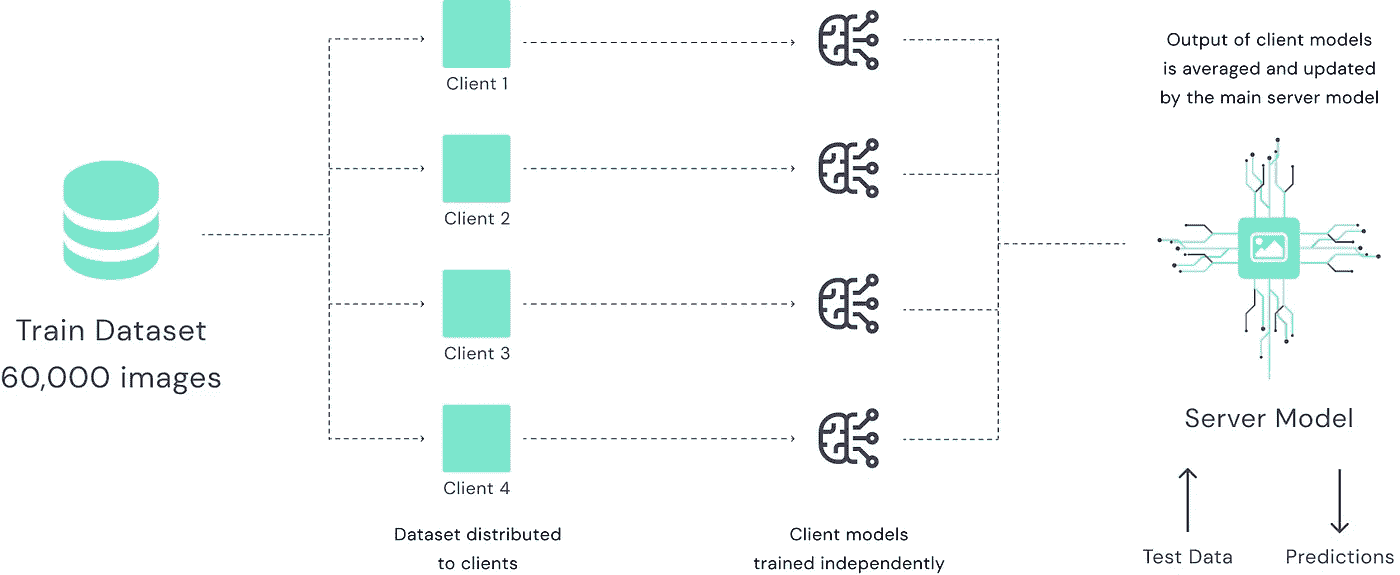 Train Dataset
60,000 images
Client 1
Client 2
Client 3
Client 4
Dataset distributed
to clients
Client models
trained independently
Output of client models
is averaged and updated
by the main server model
Server Model
Test Data
Predictions